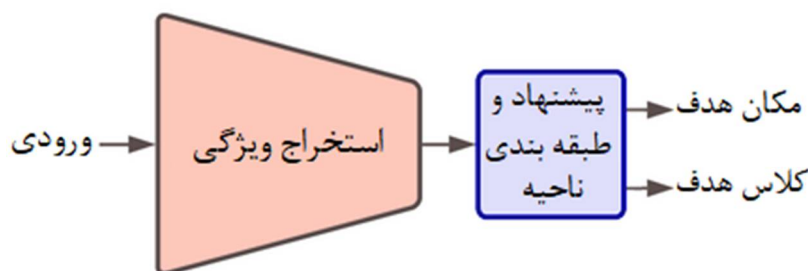 ورودی
استخراج ویژگی
پیشنهاد و
طبقه بندی
ناحیه
مکان هدف
کلاس هدف